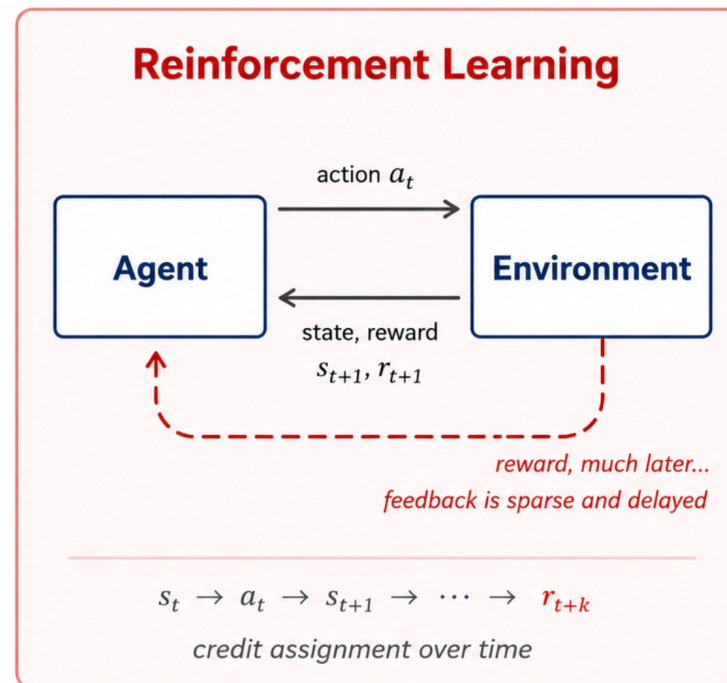 Reinforcement Learning
action a_t
Agent
Environment
state, reward
s_{t+1}, r_{t+1}
reward, much later...
feedback is sparse and delayed
s_t → a_t → s_{t+1} → ⋯ → r_{t+k}
credit assignment over time